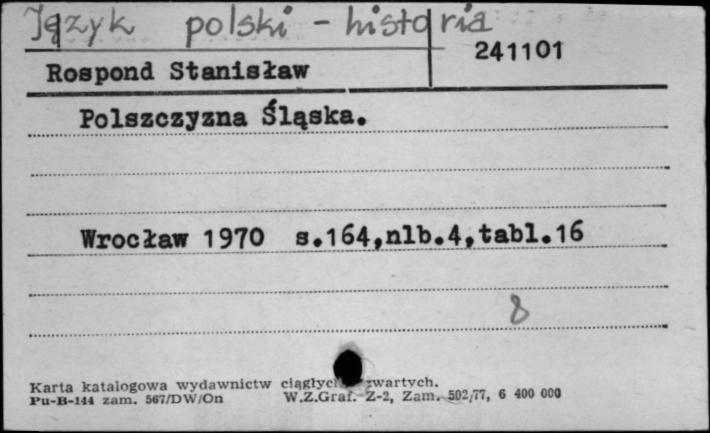 Język polski - historia
241101
Rospond Stanisław
Polszczyzna Śląska.
Wrocław 1970 s.164,nlb.4,tabl.16
8
Karta katalogowa wydawnictw zwartych.
Pu-B-144 zam. 567/DW/On W.Z.Graf. Z-2, Zam. 502/77, 6 400 000